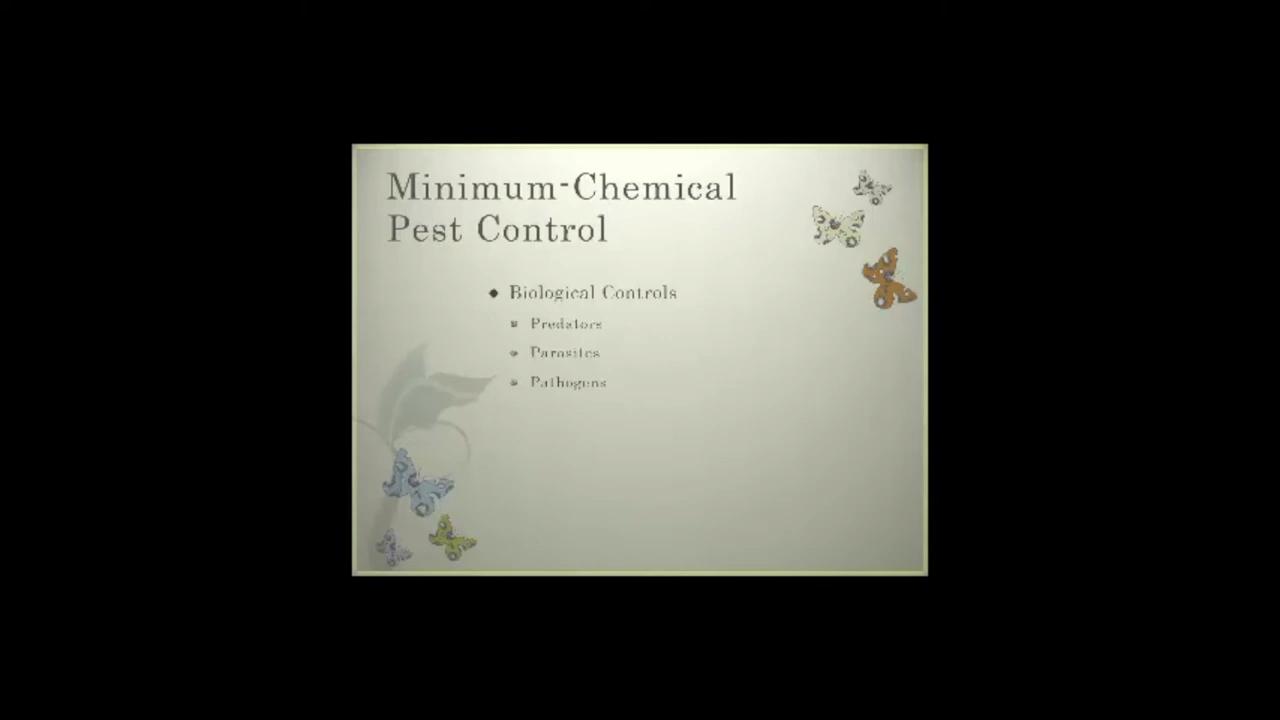 Minimum-Chemical
Pest Control
Biological Controls
Predators
Parasites
Pathogens